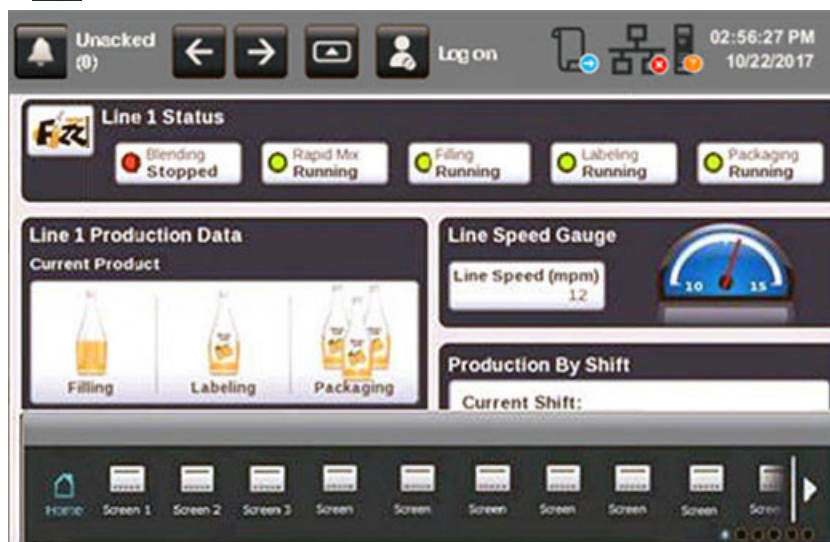 Unacked
(0)
Log on
02:56:27 PM
10/22/2017
Fizz
Line 1 Status
Blending
Stopped
Rapid Mix
Running
Filling
Running
Labeling
Running
Packaging
Running
Line 1 Production Data
Current Product
Filling
Labeling
Packaging
Line Speed Gauge
Line Speed (mpm)
12
10
15
Production By Shift
Current Shift:
Home
Screen 1
Screen 2
Screen 3
Screen
Screen
Screen
Screen
Screen
Screen
Scree